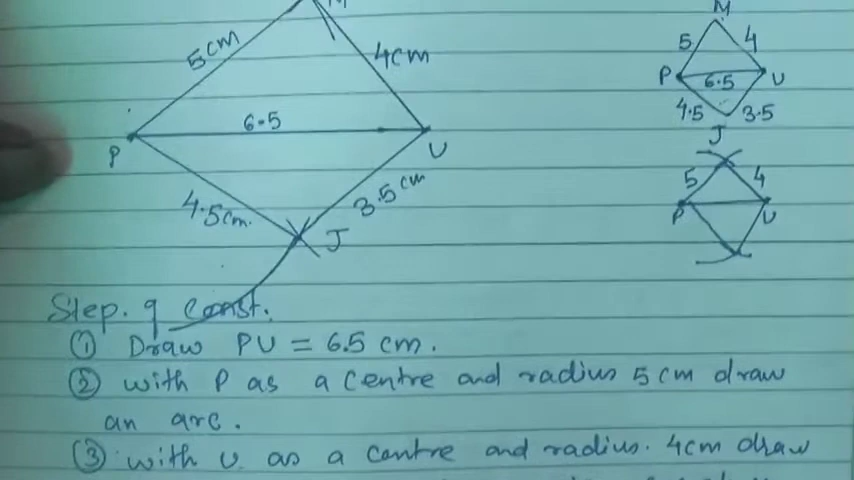 M
5cm
4cm
6.5
P
U
4.5cm.
3.5cm
J
M
5
4
P
6.5
U
4.5
3.5
J
5
4
P
U
Step. of Const.
① Draw PU = 6.5 cm.
② with P as a centre and radius 5cm draw
an arc.
③ with U as a centre and radius. 4cm draw